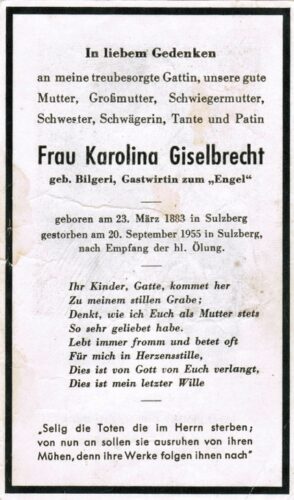 In liebem Gedenken
an meine treubesorgte Gattin, unsere gute
Mutter, Großmutter, Schwiegermutter,
Schwester, Schwägerin, Tante und Patin
Frau Karolina Giselbrecht
geb. Bilgeri, Gastwirtin zum „Engel“
geboren am 23. März 1883 in Sulzberg
gestorben am 20. September 1955 in Sulzberg,
nach Empfang der hl. Ölung.
Ihr Kinder, Gatte, kommet her
Zu meinem stillen Grabe;
Denkt, wie ich Euch als Mutter stets
So sehr geliebet habe.
Lebt immer fromm und betet oft
Für mich in Herzensstille,
Dies ist von Gott von Euch verlangt,
Dies ist mein letzter Wille
„Selig die Toten die im Herrn sterben;
von nun an sollen sie ausruhen von ihren
Mühen, denn ihre Werke folgen ihnen nach“